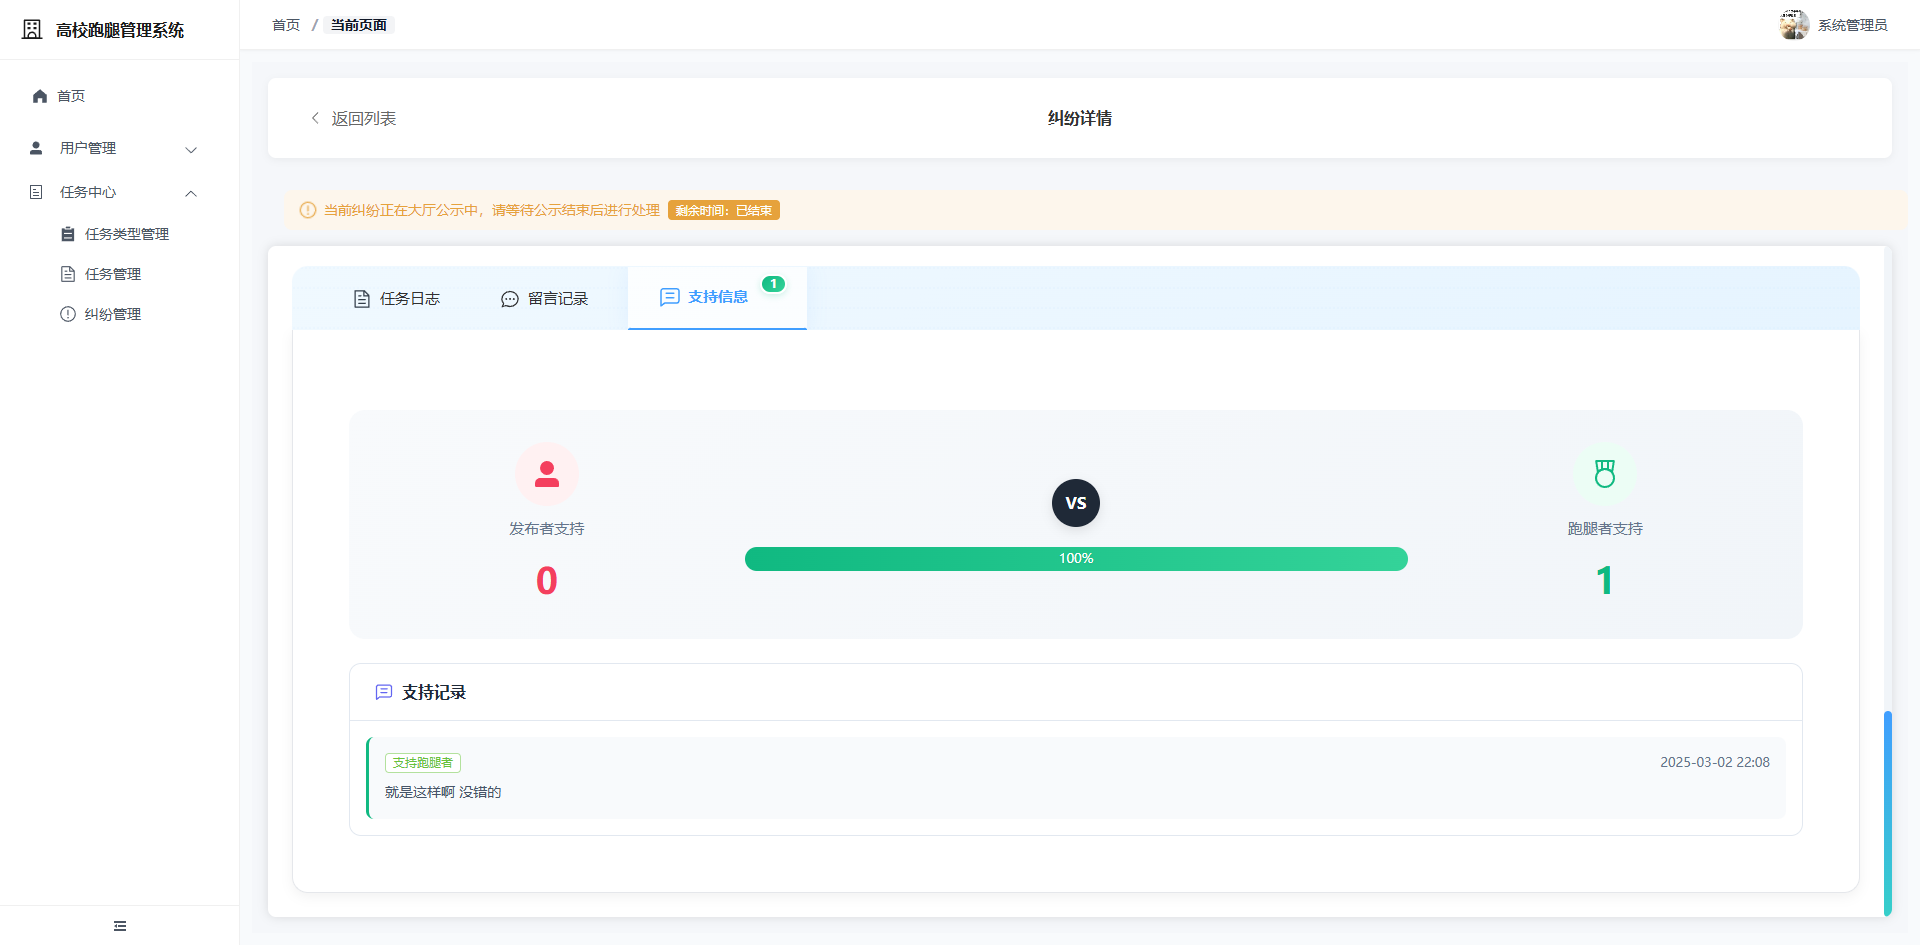 高校跑腿管理系统
首页
用户管理
任务中心
任务类型管理
任务管理
纠纷管理
首页 / 当前页面
系统管理员
返回列表
纠纷详情
当前纠纷正在大厅公示中，请等待公示结束后进行处理 剩余时间：已结束
任务日志
留言记录
支持信息
1
发布者支持
0
VS
100%
跑腿者支持
1
支持记录
支持跑腿者
2025-03-02 22:08
就是这样啊 没错的